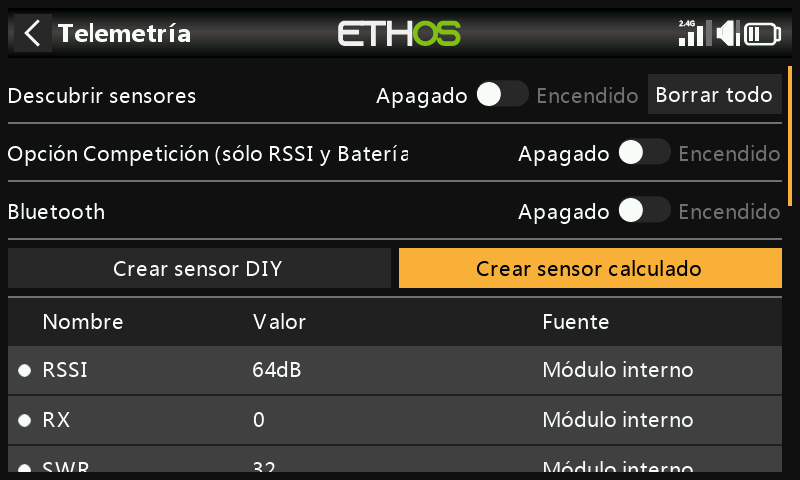 Telemetría
ETHOS
2.4G
Descubrir sensores Apagado Encendido Borrar todo
Opción Competición (sólo RSSI y Batería Apagado Encendido
Bluetooth Apagado Encendido
Crear sensor DIY Crear sensor calculado
Nombre Valor Fuente
RSSI 64dB Módulo interno
RX 0 Módulo interno
SWR 32 Módulo interno